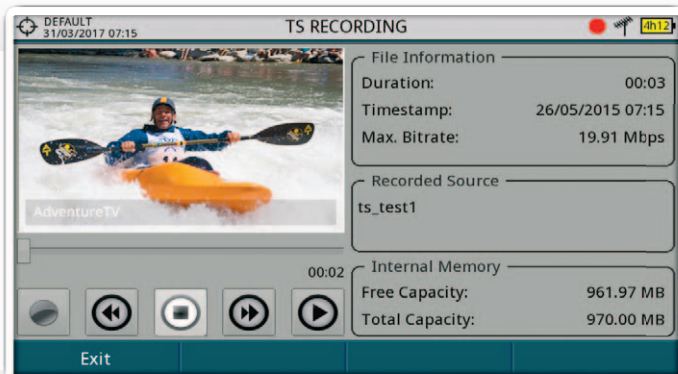 DEFAULT
31/03/2017 07:15
TS RECORDING
4h12
AdventureTV
00:02
File Information
Duration: 00:03
Timestamp: 26/05/2015 07:15
Max. Bitrate: 19.91 Mbps
Recorded Source
ts_test1
Internal Memory
Free Capacity: 961.97 MB
Total Capacity: 970.00 MB
Exit